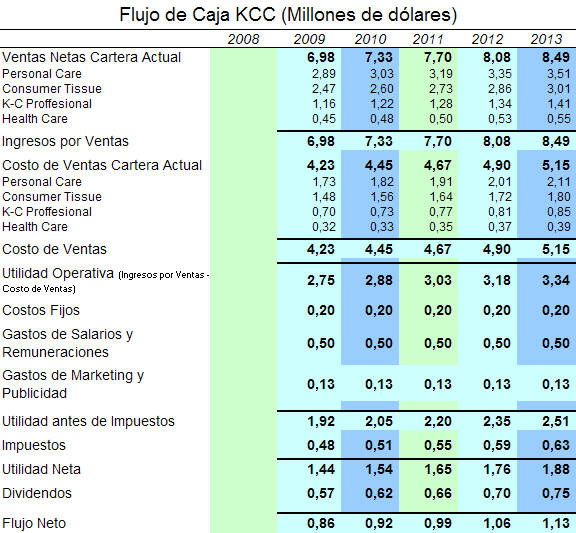 Flujo de Caja KCC (Millones de dólares)
2008 2009 2010 2011 2012 2013
Ventas Netas Cartera Actual 6,98 7,33 7,70 8,08 8,49
Personal Care 2,89 3,03 3,19 3,35 3,51
Consumer Tissue 2,47 2,60 2,73 2,86 3,01
K-C Proffesional 1,16 1,22 1,28 1,34 1,41
Health Care 0,45 0,48 0,50 0,53 0,55
Ingresos por Ventas 6,98 7,33 7,70 8,08 8,49
Costo de Ventas Cartera Actual 4,23 4,45 4,67 4,90 5,15
Personal Care 1,73 1,82 1,91 2,01 2,11
Consumer Tissue 1,48 1,56 1,64 1,72 1,80
K-C Proffesional 0,70 0,73 0,77 0,81 0,85
Health Care 0,32 0,33 0,35 0,37 0,39
Costo de Ventas 4,23 4,45 4,67 4,90 5,15
Utilidad Operativa (Ingresos por Ventas -
Costo de Ventas) 2,75 2,88 3,03 3,18 3,34
Costos Fijos 0,20 0,20 0,20 0,20 0,20
Gastos de Salarios y
Remuneraciones 0,50 0,50 0,50 0,50 0,50
Gastos de Marketing y
Publicidad 0,13 0,13 0,13 0,13 0,13
Utilidad antes de Impuestos 1,92 2,05 2,20 2,35 2,51
Impuestos 0,48 0,51 0,55 0,59 0,63
Utilidad Neta 1,44 1,54 1,65 1,76 1,88
Dividendos 0,57 0,62 0,66 0,70 0,75
Flujo Neto 0,86 0,92 0,99 1,06 1,13